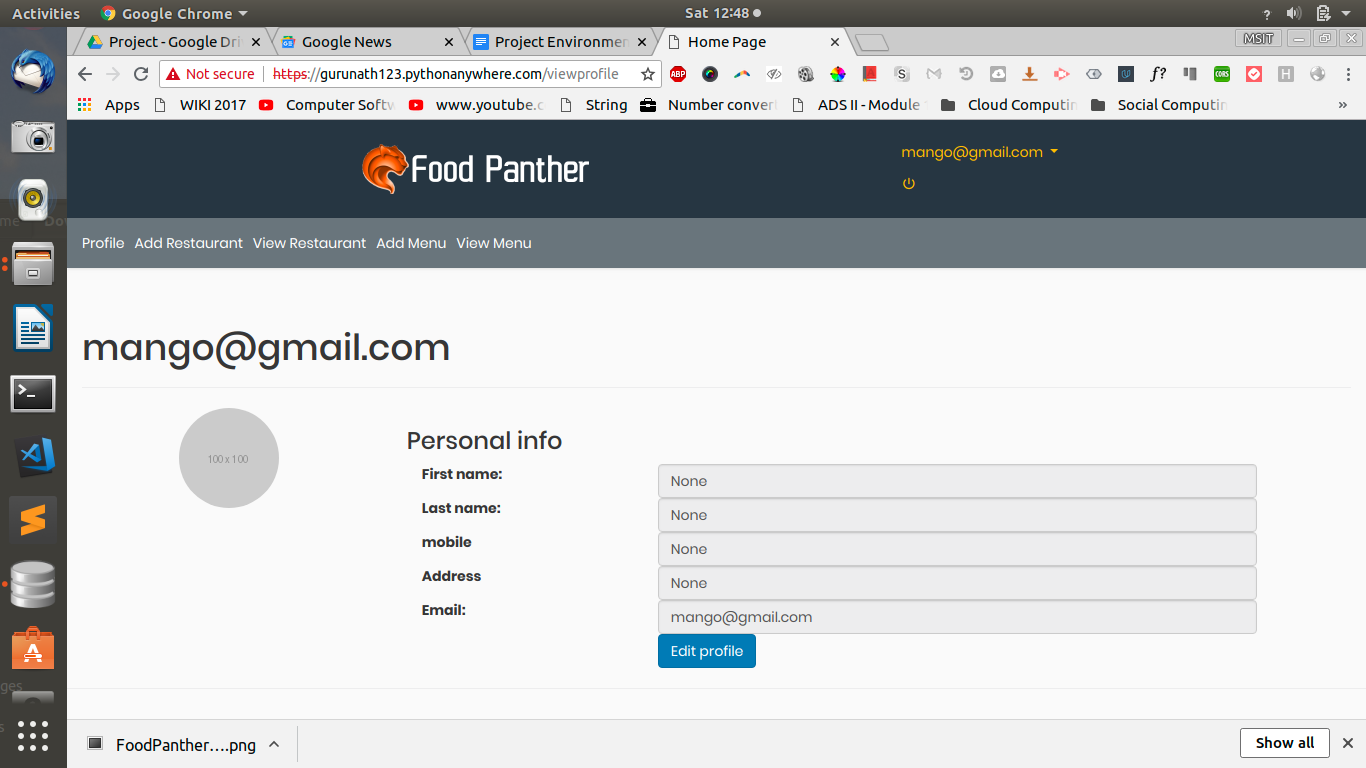 Activities Google Chrome Sat 12:48
Project - Google Dri Google News Project Environmen Home Page MSIT
Not secure https://gurunath123.pythonanywhere.com/viewprofile ABP f? CORS H
Apps WIKI 2017 Computer Softw www.youtube.c String Number conver ADS II - Module Cloud Computin Social Computin »
Food Panther
mango@gmail.com
Profile Add Restaurant View Restaurant Add Menu View Menu
mango@gmail.com
100 x 100
Personal info
First name: None
Last name: None
mobile None
Address None
Email: mango@gmail.com
Edit profile
FoodPanther....png Show all